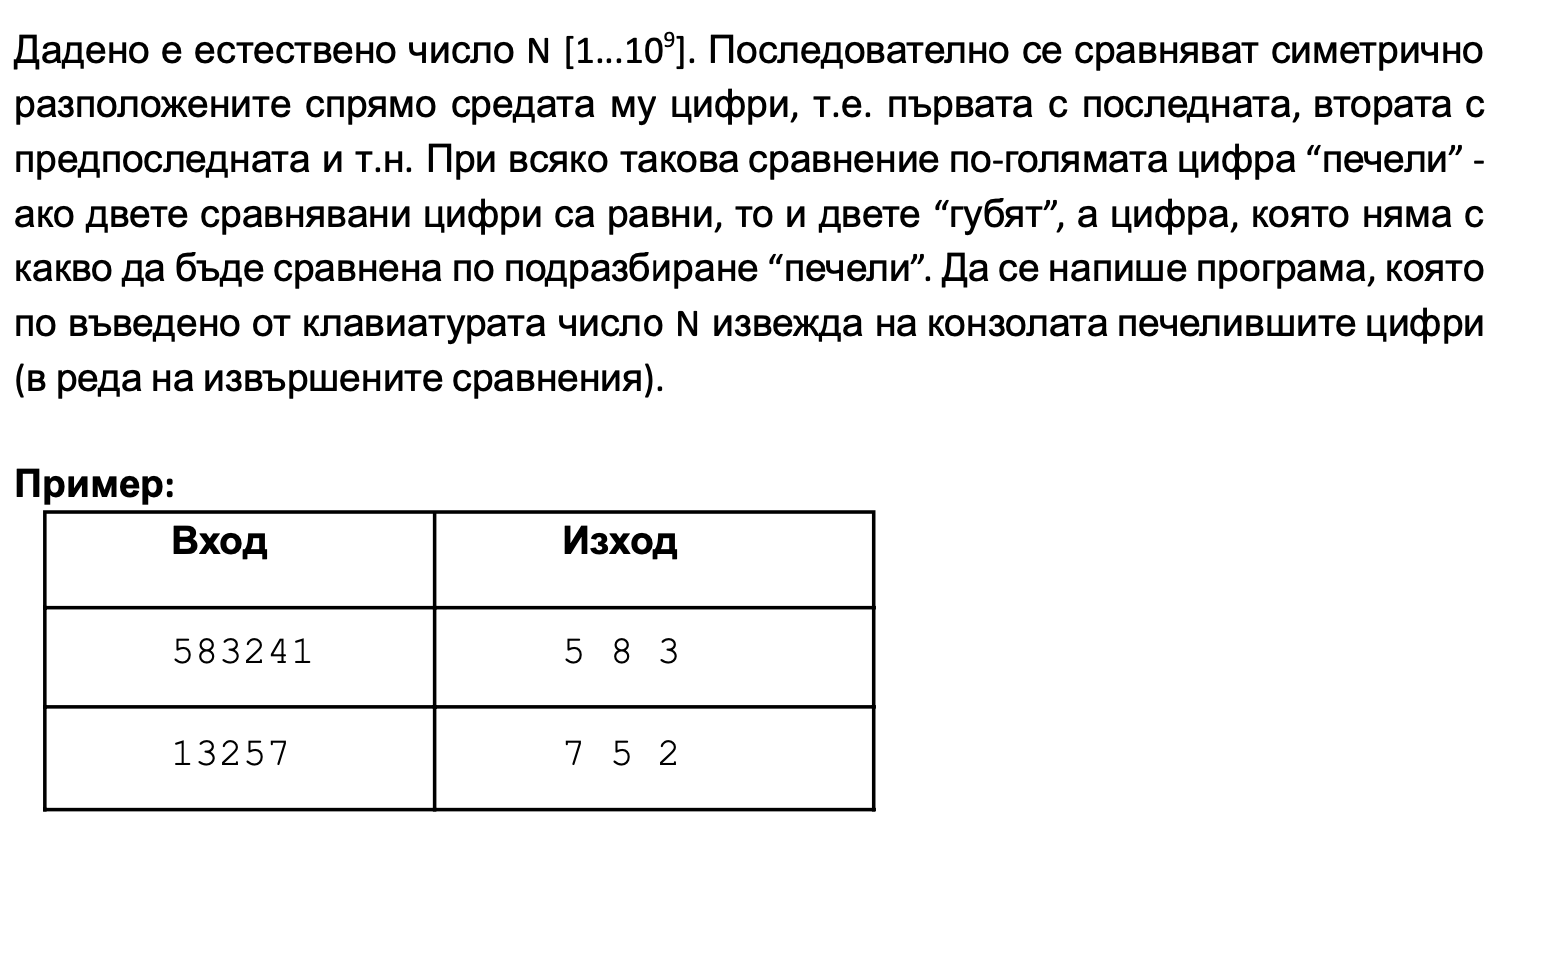 Дадено е естествено число N [1...10⁹]. Последователно се сравняват симетрично
разположените спрямо средата му цифри, т.е. първата с последната, втората с
предпоследната и т.н. При всяко такова сравнение по-голямата цифра “печели” -
ако двете сравнявани цифри са равни, то и двете “губят”, а цифра, която няма с
какво да бъде сравнена по подразбиране “печели”. Да се напише програма, която
по въведено от клавиатурата число N извежда на конзолата печелившите цифри
(в реда на извършените сравнения).
Пример:
Вход Изход
583241 5 8 3
13257 7 5 2